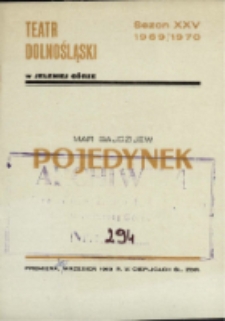 TEATR
DOLNOŚLĄSKI
W JELENIEJ GÓRZE
Sezon XXV
1969/1970
POJEDYNEK
294
PREMIERA, WRZESIEŃ 1969 R. W CIEPLICACH ŚL. ZDR.